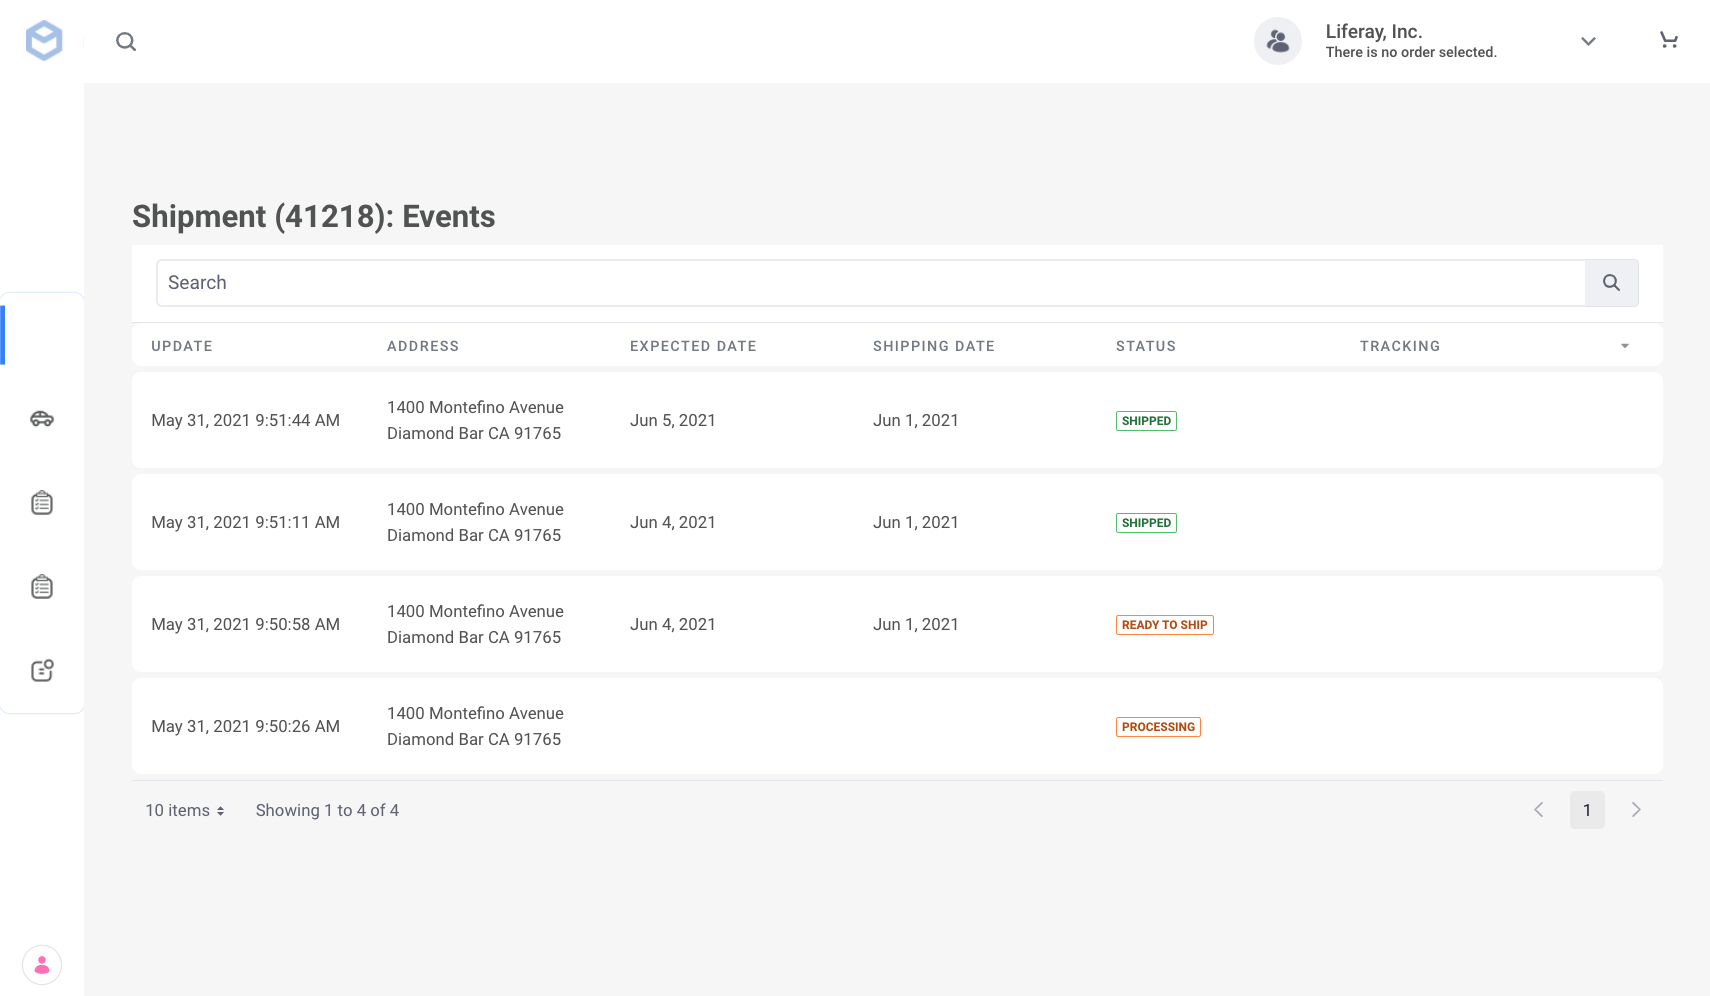 Liferay, Inc.
There is no order selected.
Shipment (41218): Events
Search
UPDATE ADDRESS EXPECTED DATE SHIPPING DATE STATUS TRACKING
May 31, 2021 9:51:44 AM 1400 Montefino Avenue Jun 5, 2021 Jun 1, 2021 SHIPPED
Diamond Bar CA 91765
May 31, 2021 9:51:11 AM 1400 Montefino Avenue Jun 4, 2021 Jun 1, 2021 SHIPPED
Diamond Bar CA 91765
May 31, 2021 9:50:58 AM 1400 Montefino Avenue Jun 4, 2021 Jun 1, 2021 READY TO SHIP
Diamond Bar CA 91765
May 31, 2021 9:50:26 AM 1400 Montefino Avenue PROCESSING
Diamond Bar CA 91765
10 items Showing 1 to 4 of 4 1